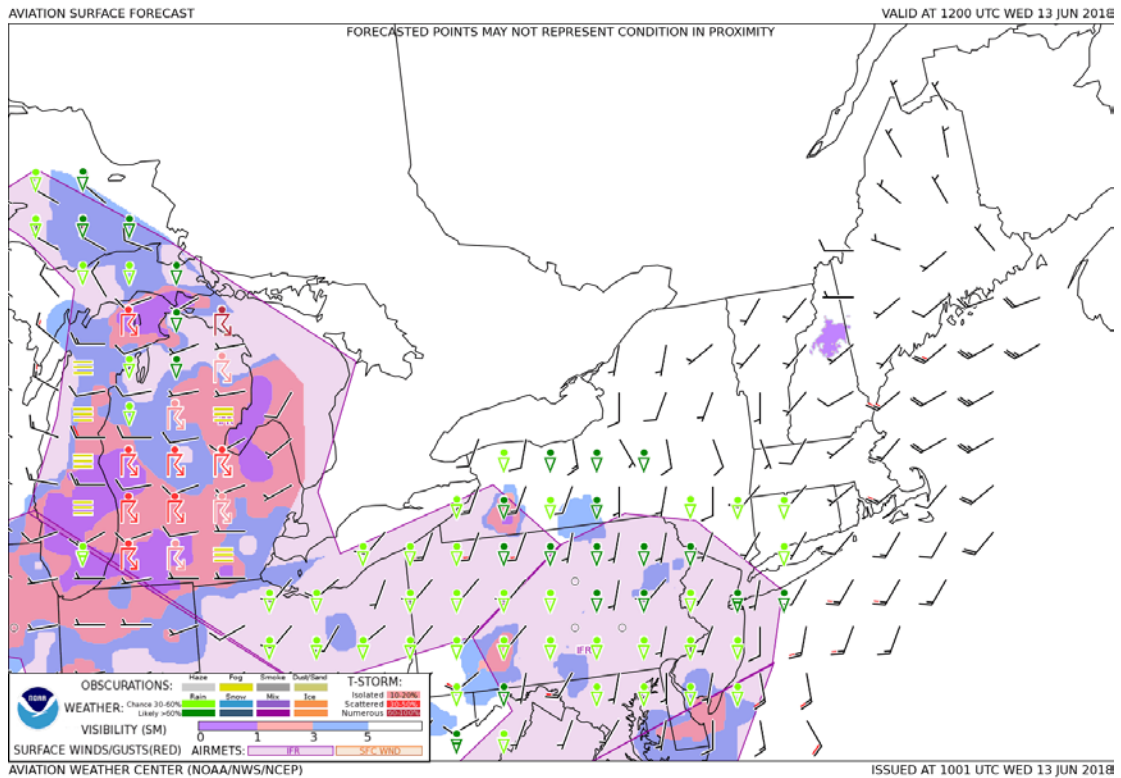 AVIATION SURFACE FORECAST
VALID AT 1200 UTC WED 13 JUN 2018
FORECASTED POINTS MAY NOT REPRESENT CONDITION IN PROXIMITY
IFR
OBSCURATIONS: Haze Fog Smoke Dust/Sand
T-STORM:
Rain Snow Mix Ice
WEATHER: Chance 30-60%
Likely >60%
Isolated 10-20%
Scattered 30-50%
Numerous
VISIBILITY (SM)
0 1 3 5
NOAA
SURFACE WINDS/GUSTS(RED) AIRMETS: IFR SFC WND
AVIATION WEATHER CENTER (NOAA/NWS/NCEP)
ISSUED AT 1001 UTC WED 13 JUN 2018